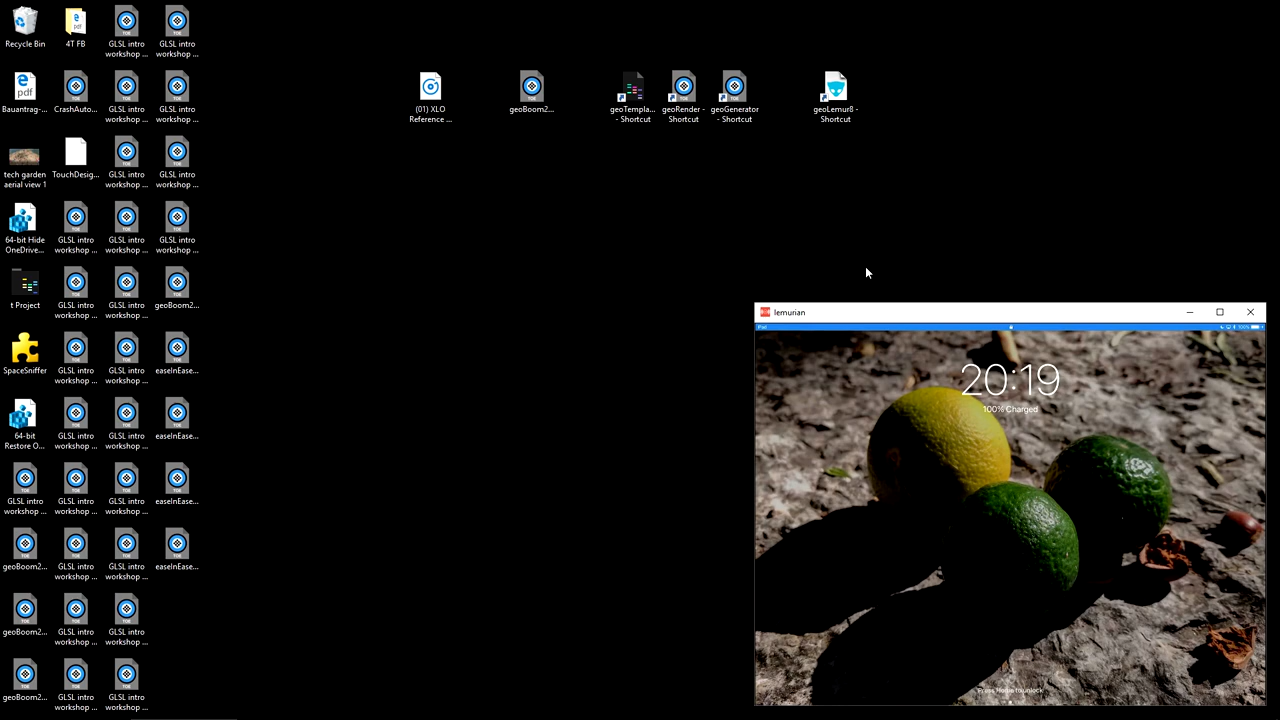 Recycle Bin
4T FB
GLSL intro
workshop ...
GLSL intro
workshop ...
Bauantrag-...
CrashAuto...
GLSL intro
workshop ...
GLSL intro
workshop ...
(01) XLO
Reference ...
geoBoom2...
geoTempla...
- Shortcut
geoRender -
Shortcut
geoGenerator
- Shortcut
geoLemur8 -
Shortcut
tech garden
aerial view 1
TouchDesig...
GLSL intro
workshop ...
GLSL intro
workshop ...
64-bit Hide
OneDrive...
GLSL intro
workshop ...
GLSL intro
workshop ...
GLSL intro
workshop ...
t Project
GLSL intro
workshop ...
GLSL intro
workshop ...
geoBoom2...
lemurian
iPad
100%
20:19
100% Charged
SpaceSniffer
GLSL intro
workshop ...
GLSL intro
workshop ...
easeInEase...
64-bit
Restore O...
GLSL intro
workshop ...
GLSL intro
workshop ...
easeInEase...
GLSL intro
workshop ...
GLSL intro
workshop ...
GLSL intro
workshop ...
easeInEase...
geoBoom2...
GLSL intro
workshop ...
GLSL intro
workshop ...
easeInEase...
geoBoom2...
GLSL intro
workshop ...
GLSL intro
workshop ...
geoBoom2...
GLSL intro
workshop ...
GLSL intro
workshop ...
Press Home to unlock